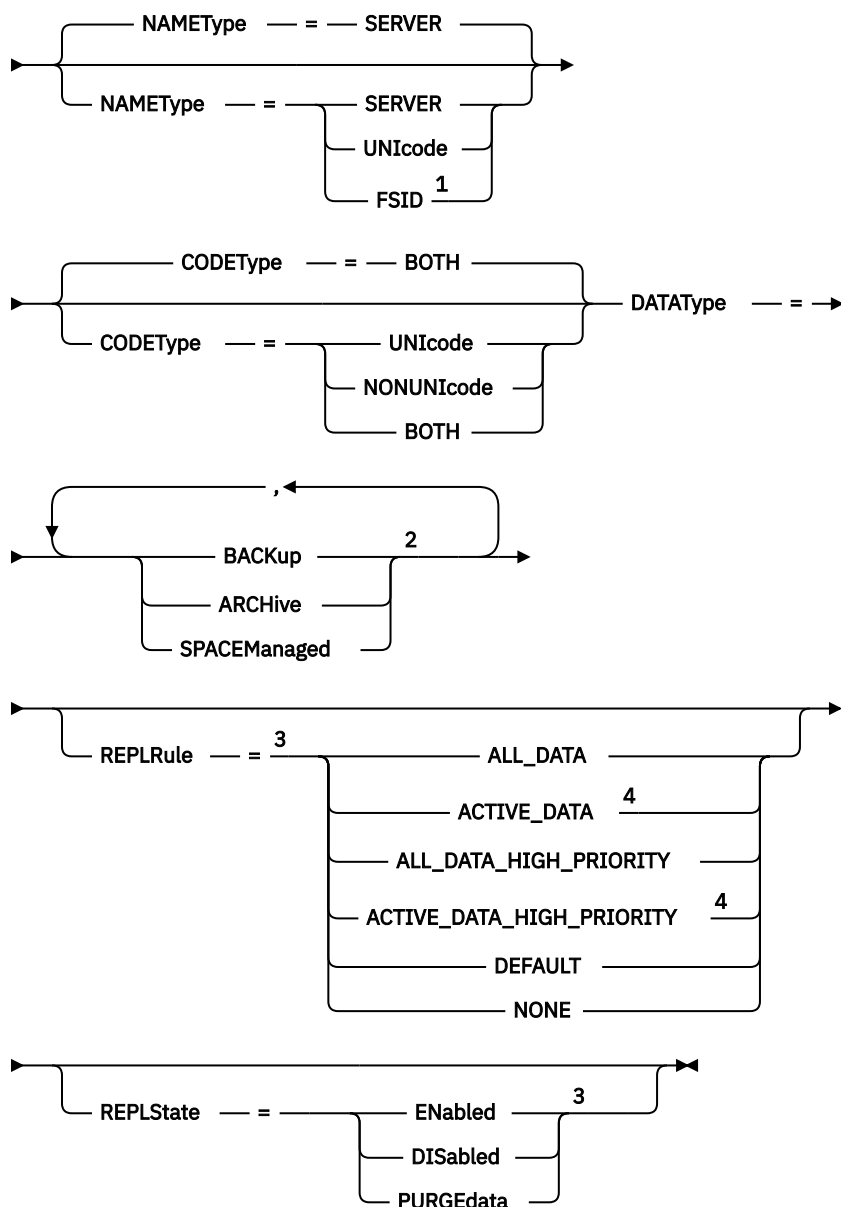 NAMEType = SERVER
NAMEType = SERVER
UNIcode
FSID 1
CODEType = BOTH
DATAType =
CODEType = UNIcode
NONUNIcode
BOTH
,
BACKup 2
ARCHive
SPACEManaged
REPLRule = 3 ALL_DATA
ACTIVE_DATA 4
ALL_DATA_HIGH_PRIORITY
ACTIVE_DATA_HIGH_PRIORITY 4
DEFAULT
NONE
REPLState = ENabled 3
DISabled
PURGEdata